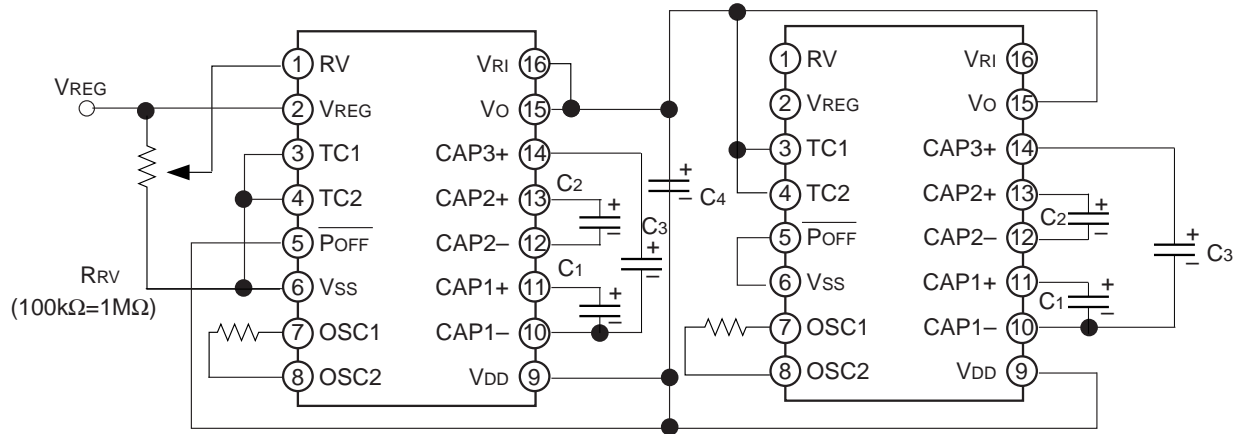 VREG
RRV
(100kΩ=1MΩ)
1 RV
2 VREG
3 TC1
4 TC2
5 POFF
6 VSS
7 OSC1
8 OSC2
VRI 16
VO 15
CAP3+ 14
CAP2+ 13
CAP2– 12
CAP1+ 11
CAP1– 10
VDD 9
C2 +
–
C3 +
–
C1 +
–
+
– C4
1 RV
2 VREG
3 TC1
4 TC2
5 POFF
6 VSS
7 OSC1
8 OSC2
VRI 16
VO 15
CAP3+ 14
CAP2+ 13
CAP2– 12
CAP1+ 11
CAP1– 10
VDD 9
+
C2 –
+
C1 –
+
– C3